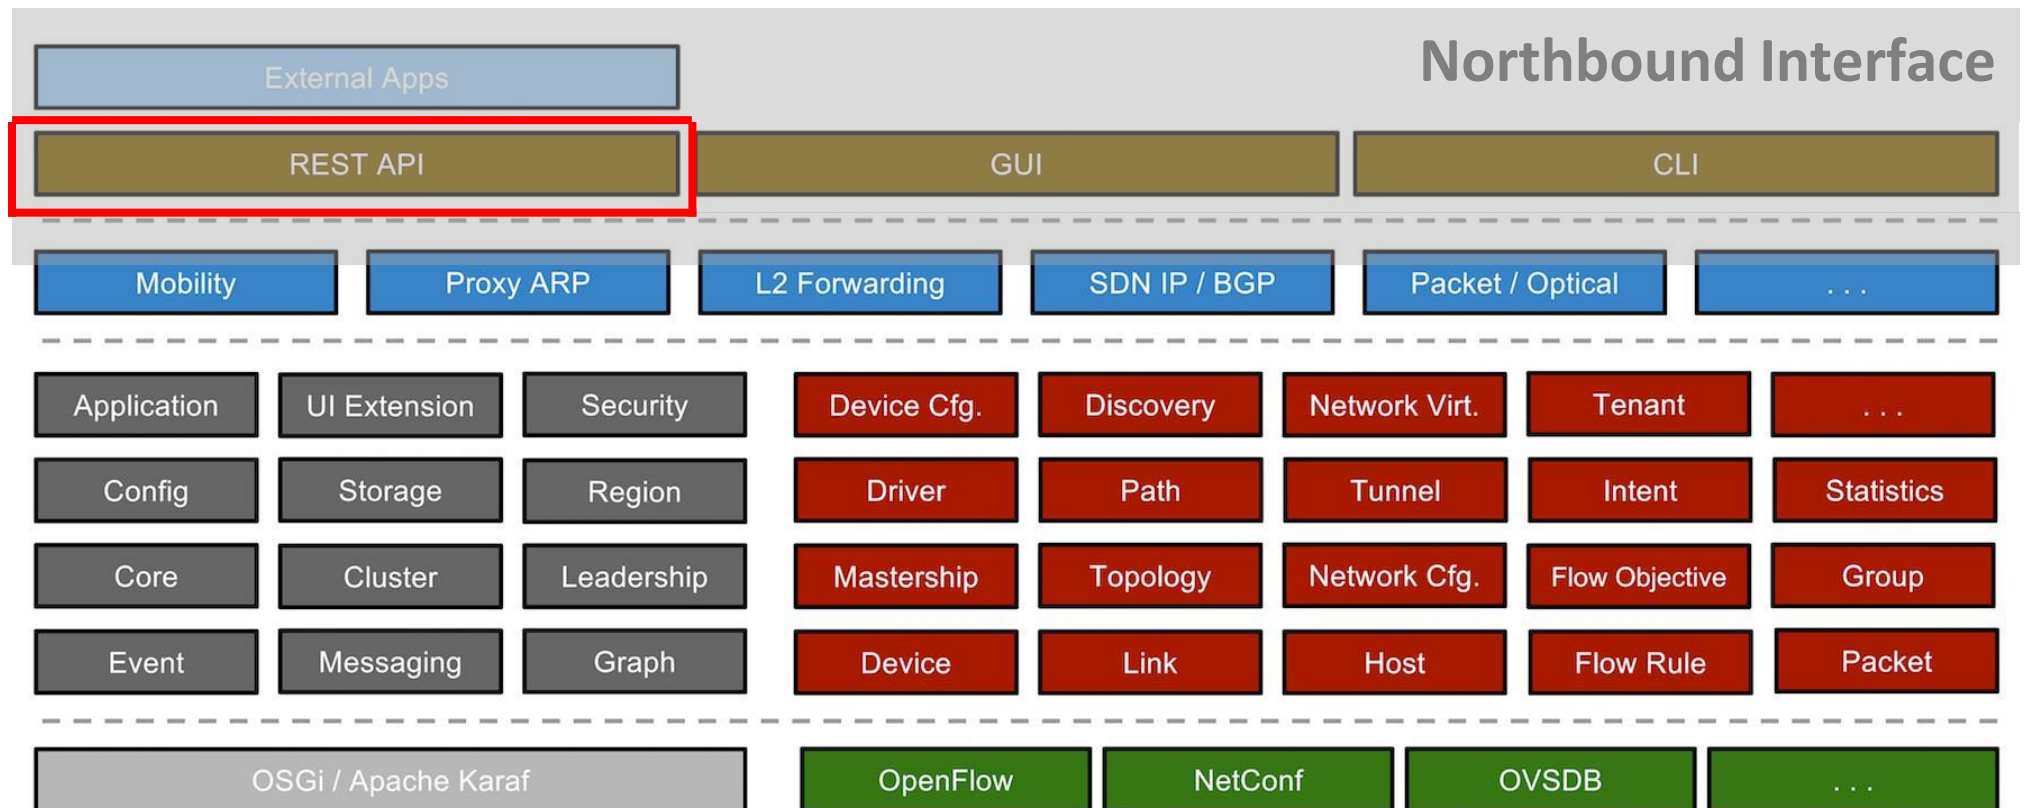 Northbound Interface
External Apps
REST API
GUI
CLI
Mobility
Proxy ARP
L2 Forwarding
SDN IP / BGP
Packet / Optical
. . .
Application
UI Extension
Security
Device Cfg.
Discovery
Network Virt.
Tenant
. . .
Config
Storage
Region
Driver
Path
Tunnel
Intent
Statistics
Core
Cluster
Leadership
Mastership
Topology
Network Cfg.
Flow Objective
Group
Event
Messaging
Graph
Device
Link
Host
Flow Rule
Packet
OSGi / Apache Karaf
OpenFlow
NetConf
OVSDB
. . .